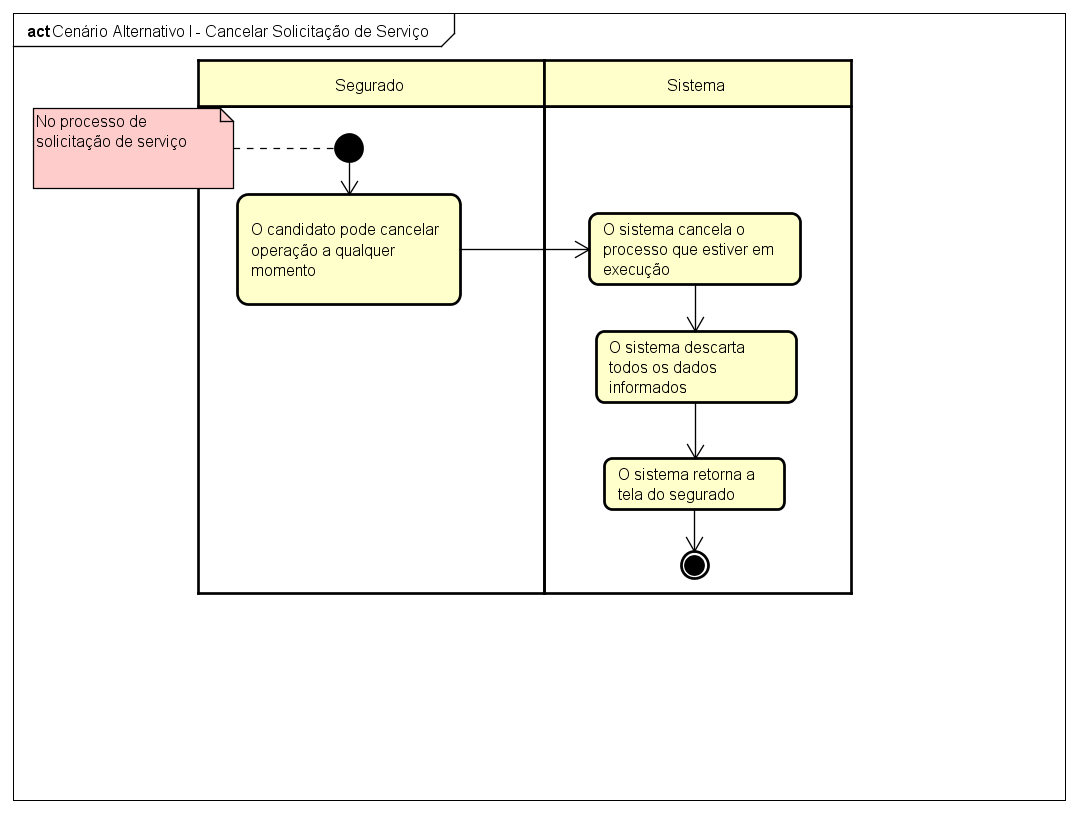 act Cenário Alternativo I - Cancelar Solicitação de Serviço
Segurado
Sistema
No processo de
solicitação de serviço
O candidato pode cancelar
operação a qualquer
momento
O sistema cancela o
processo que estiver em
execução
O sistema descarta
todos os dados
informados
O sistema retorna a
tela do segurado